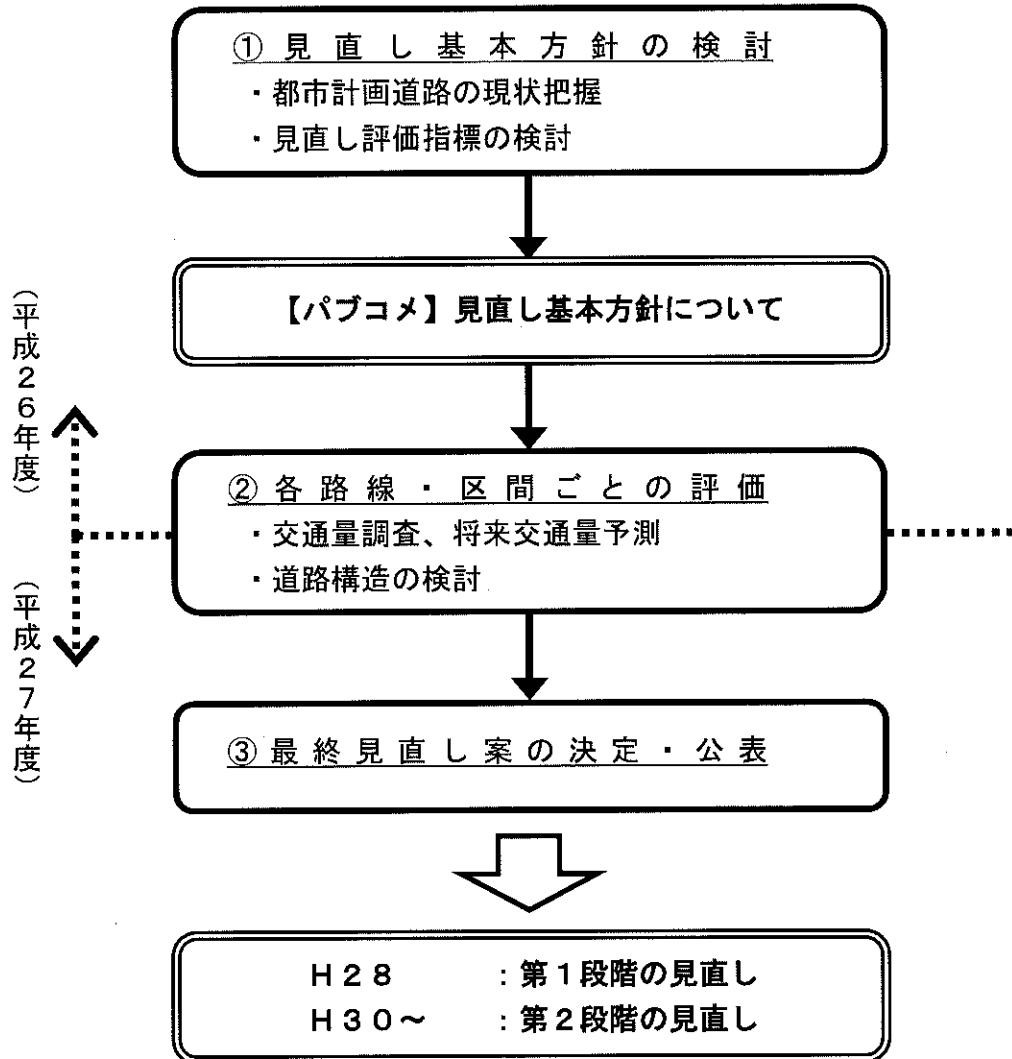 ①見直し基本方針の検討
・都市計画道路の現状把握
・見直し評価指標の検討
【パブコメ】見直し基本方針について
（平成２６年度）
②各路線・区間ごとの評価
・交通量調査、将来交通量予測
・道路構造の検討
（平成２７年度）
③最終見直し案の決定・公表
Ｈ２８　：第１段階の見直し
Ｈ３０～　：第２段階の見直し